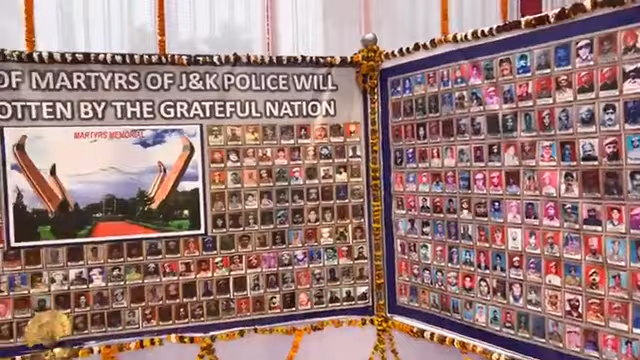 OF MARTYRS OF J&K POLICE WILL
OTTEN BY THE GRATEFUL NATION
MARTYRS MEMORIAL